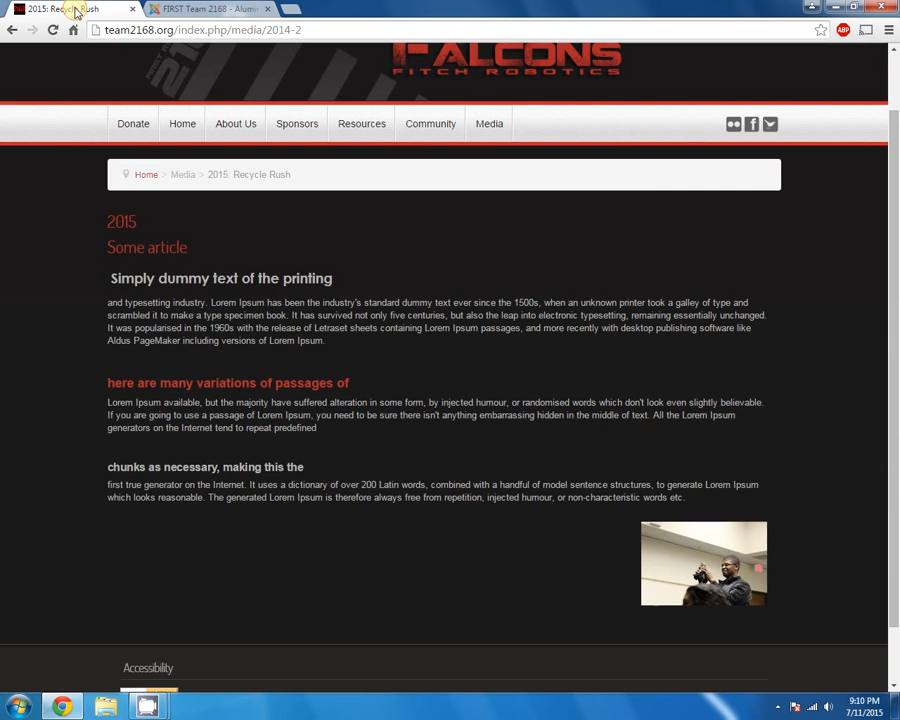 2015: Recycle Rush
FIRST Team 2168 - Alum
team2168.org/index.php/media/2014-2
ABP
FALCONS
FITCH ROBOTICS
Donate
Home
About Us
Sponsors
Resources
Community
Media
Home > Media > 2015: Recycle Rush
2015
Some article
Simply dummy text of the printing
and typesetting industry. Lorem Ipsum has been the industry's standard dummy text ever since the 1500s, when an unknown printer took a galley of type and
scrambled it to make a type specimen book. It has survived not only five centuries, but also the leap into electronic typesetting, remaining essentially unchanged.
It was popularised in the 1960s with the release of Letraset sheets containing Lorem Ipsum passages, and more recently with desktop publishing software like
Aldus PageMaker including versions of Lorem Ipsum.
here are many variations of passages of
Lorem Ipsum available, but the majority have suffered alteration in some form, by injected humour, or randomised words which don't look even slightly believable.
If you are going to use a passage of Lorem Ipsum, you need to be sure there isn't anything embarrassing hidden in the middle of text. All the Lorem Ipsum
generators on the Internet tend to repeat predefined
chunks as necessary, making this the
first true generator on the Internet. It uses a dictionary of over 200 Latin words, combined with a handful of model sentence structures, to generate Lorem Ipsum
which looks reasonable. The generated Lorem Ipsum is therefore always free from repetition, injected humour, or non-characteristic words etc.
Accessibility
9:10 PM
7/11/2015